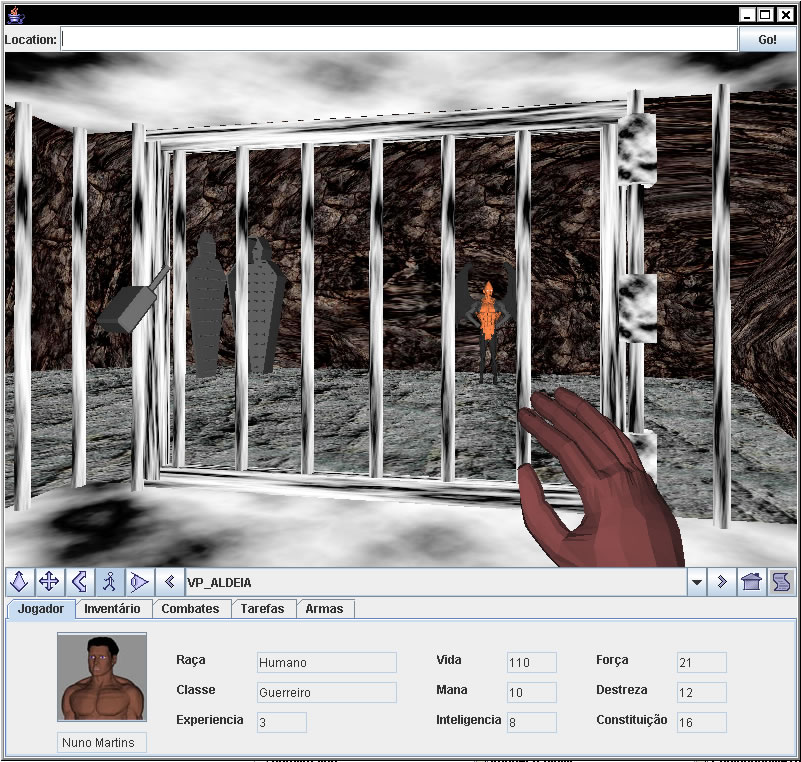 Location: Go!
VP_ALDEIA
Jogador Inventário Combates Tarefas Armas
Raça Humano Vida 110 Força 21
Classe Guerreiro Mana 10 Destreza 12
Experiencia 3 Inteligencia 8 Constituição 16
Nuno Martins